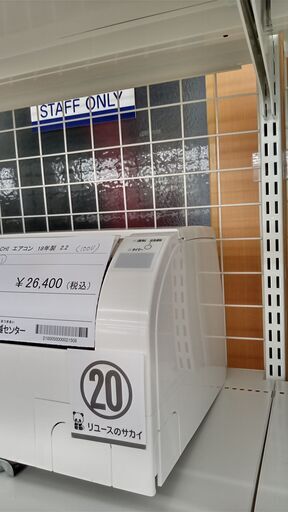 STAFF ONLY
CHI エアコン 19年製 2.2 (100V)
¥26,400 (税込)
センター
20
リユースのサカイ